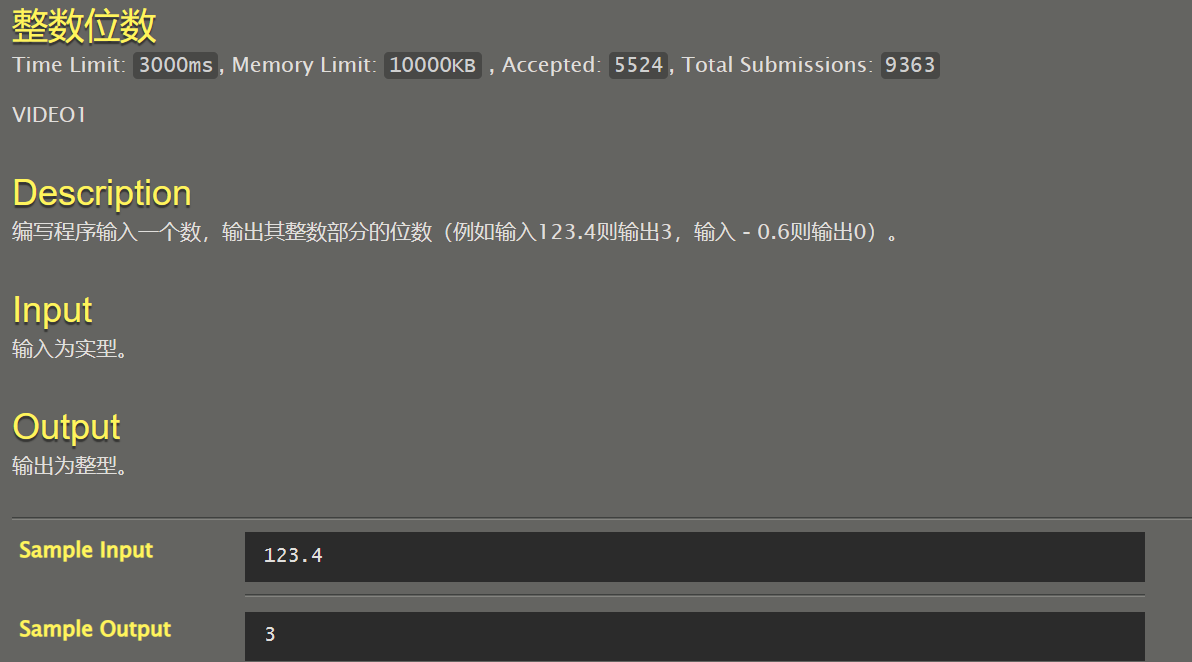 整数位数
Time Limit: 3000ms, Memory Limit: 10000KB , Accepted: 5524, Total Submissions: 9363
VIDEO1
Description
编写程序输入一个数，输出其整数部分的位数（例如输入123.4则输出3，输入 - 0.6则输出0）。
Input
输入为实型。
Output
输出为整型。
Sample Input
123.4
Sample Output
3